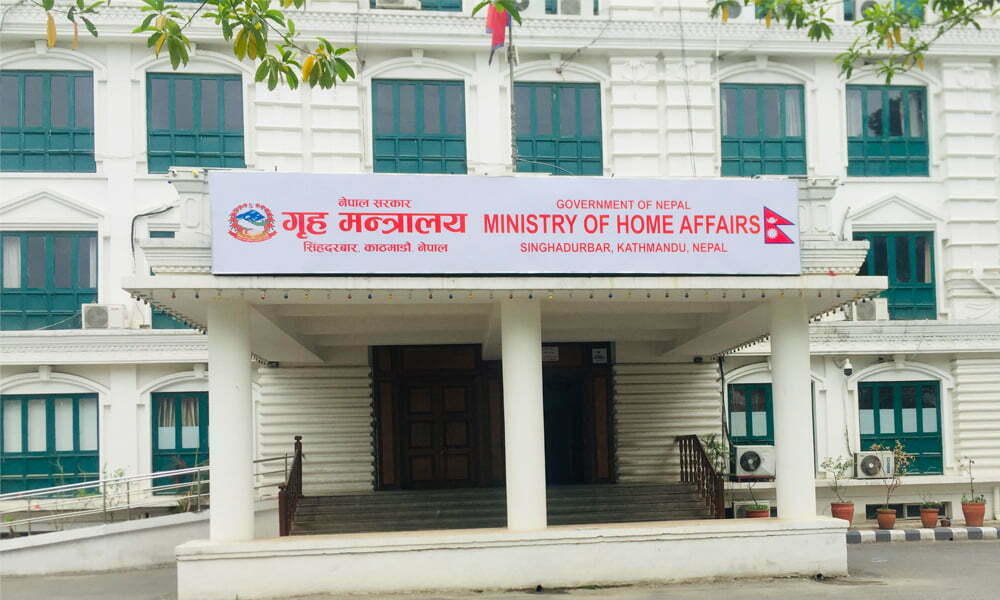 नेपाल सरकार
गृह मन्त्रालय
सिंहदरबार, काठमाडौं, नेपाल
GOVERNMENT OF NEPAL
MINISTRY OF HOME AFFAIRS
SINGHADURBAR, KATHMANDU, NEPAL